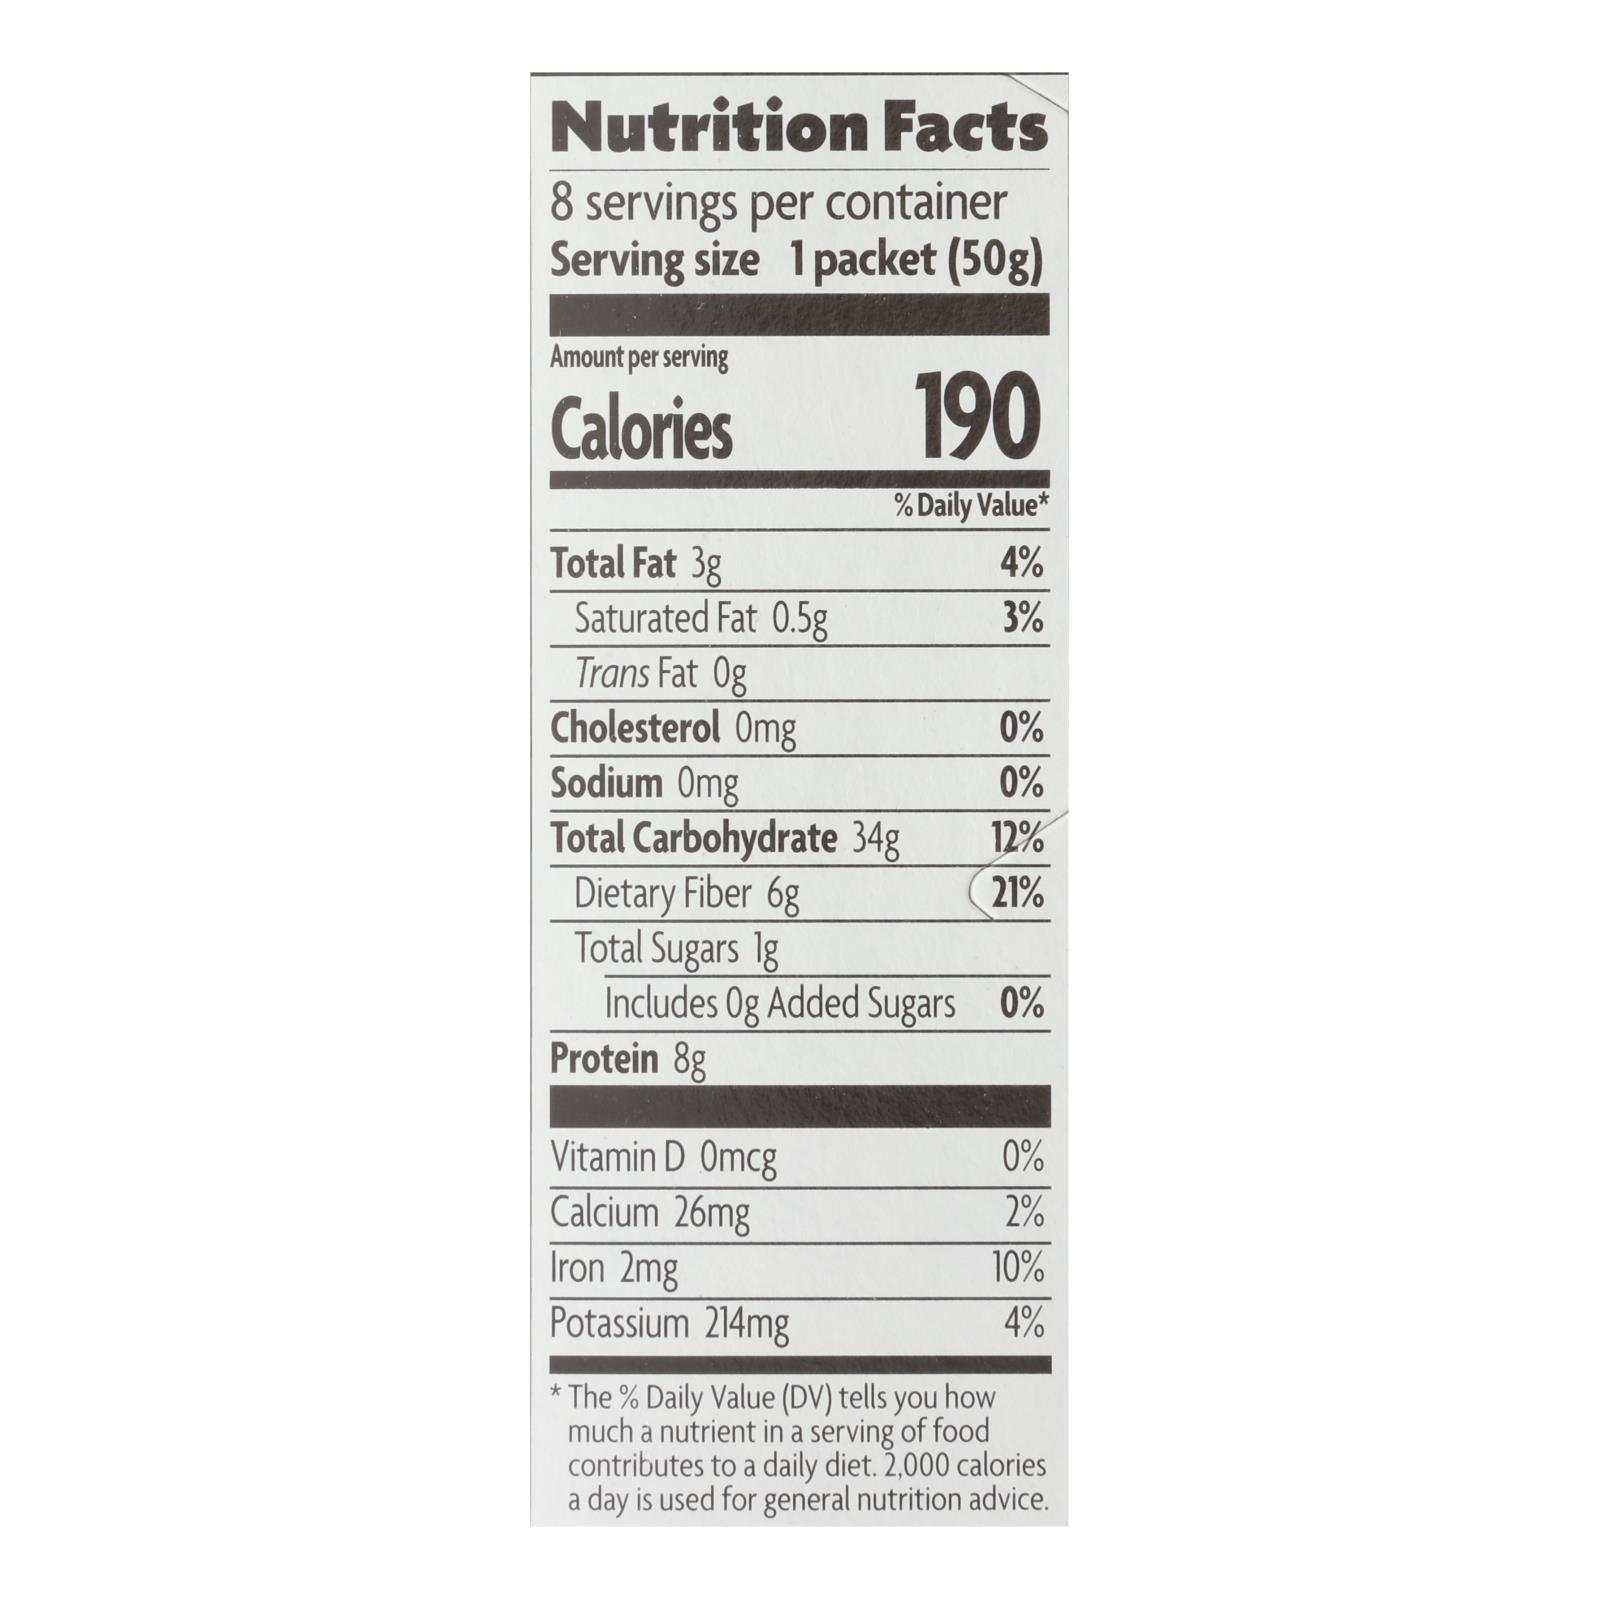 Nutrition Facts
8 servings per container
Serving size 1 packet (50g)
Amount per serving
Calories 190
% Daily Value*
Total Fat 3g 4%
Saturated Fat 0.5g 3%
Trans Fat 0g
Cholesterol 0mg 0%
Sodium 0mg 0%
Total Carbohydrate 34g 12%
Dietary Fiber 6g 21%
Total Sugars 1g
Includes 0g Added Sugars 0%
Protein 8g
Vitamin D 0mcg 0%
Calcium 26mg 2%
Iron 2mg 10%
Potassium 214mg 4%
* The % Daily Value (DV) tells you how
much a nutrient in a serving of food
contributes to a daily diet. 2,000 calories
a day is used for general nutrition advice.